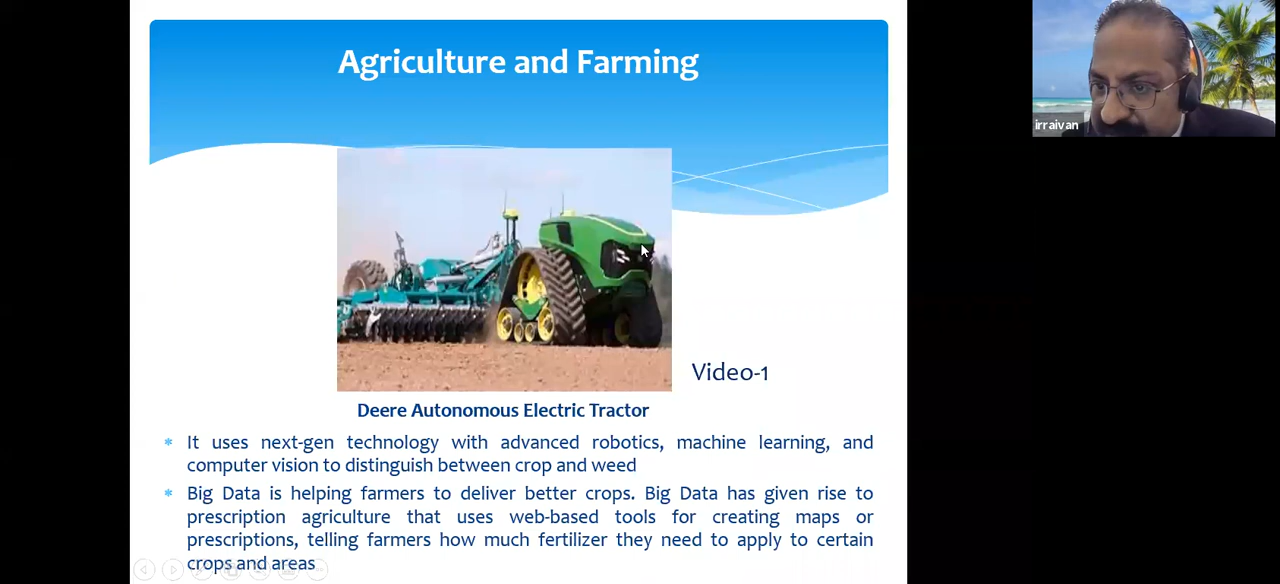 Agriculture and Farming
irraivan
Video-1
Deere Autonomous Electric Tractor
* It uses next-gen technology with advanced robotics, machine learning, and
computer vision to distinguish between crop and weed
* Big Data is helping farmers to deliver better crops. Big Data has given rise to
prescription agriculture that uses web-based tools for creating maps or
prescriptions, telling farmers how much fertilizer they need to apply to certain
crops and areas